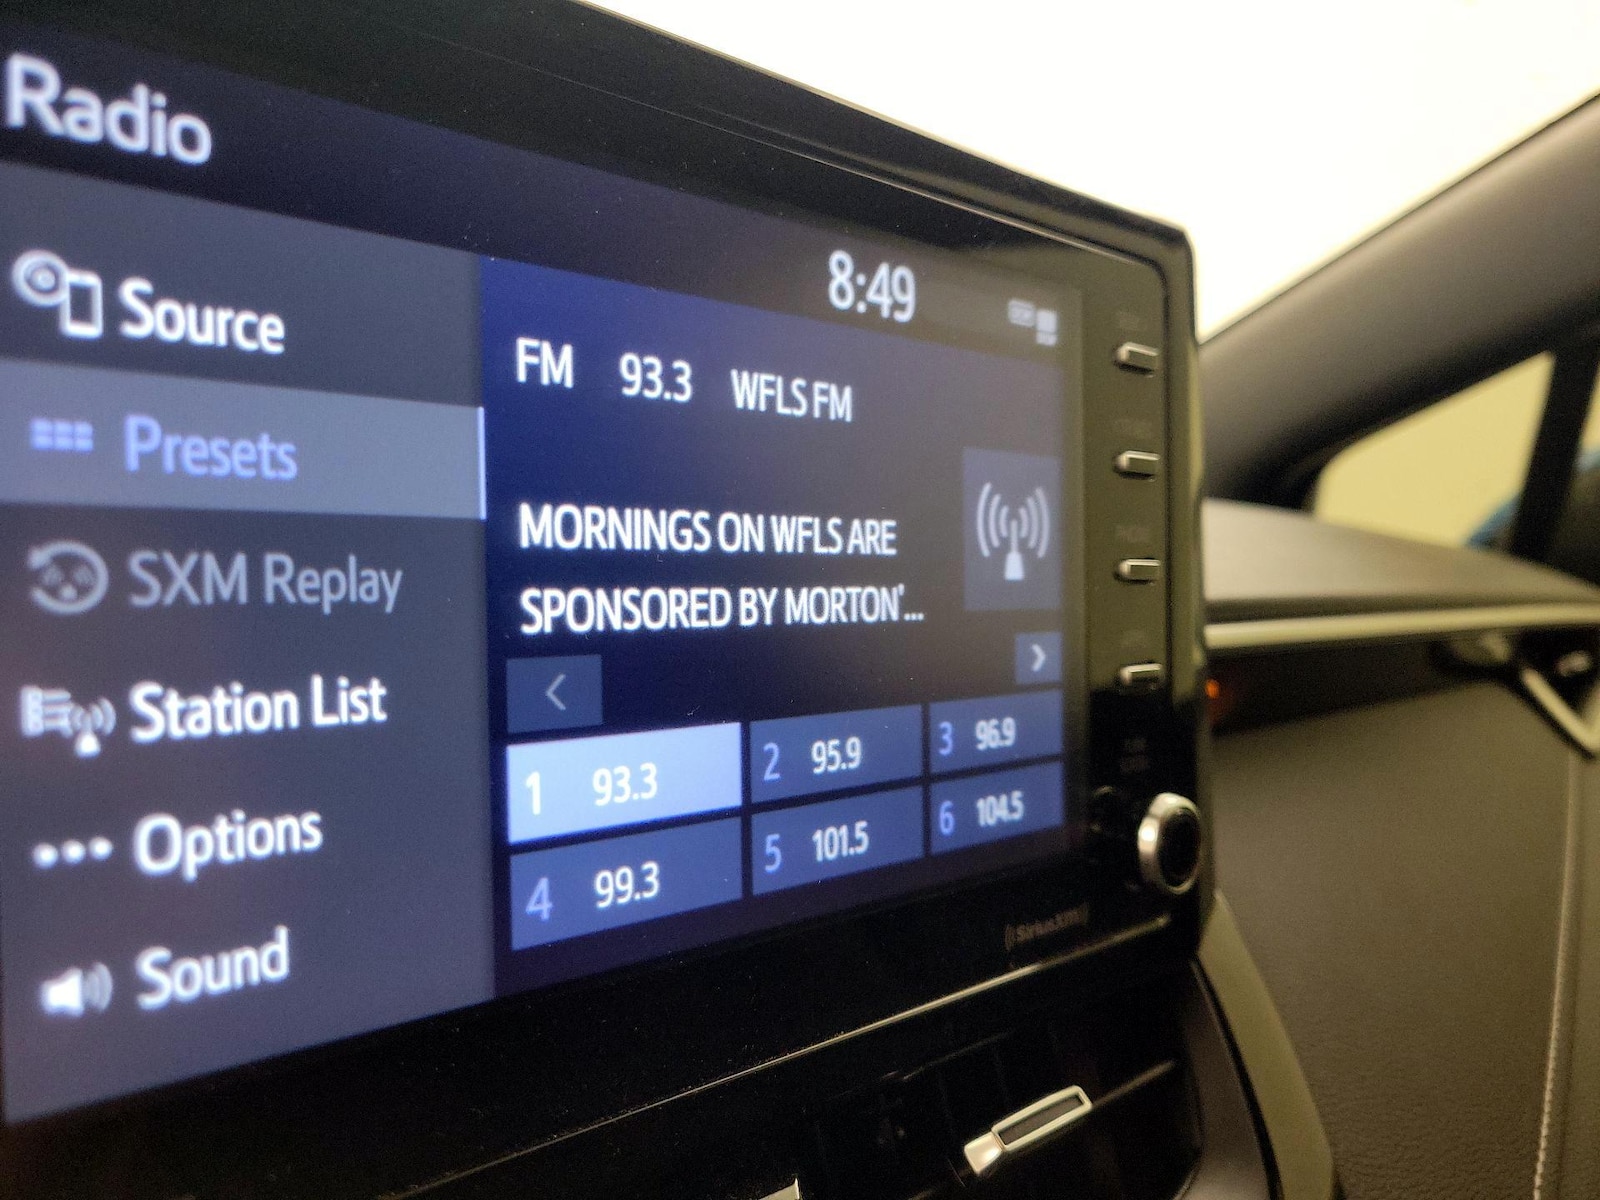 Radio
8:49
Source
Presets
SXM Replay
Station List
Options
Sound
FM 93.3 WFLS FM
MORNINGS ON WFLS ARE
SPONSORED BY MORTON'...
<
>
1 93.3
2 95.9
3 96.9
4 99.3
5 101.5
6 104.5
SiriusXM